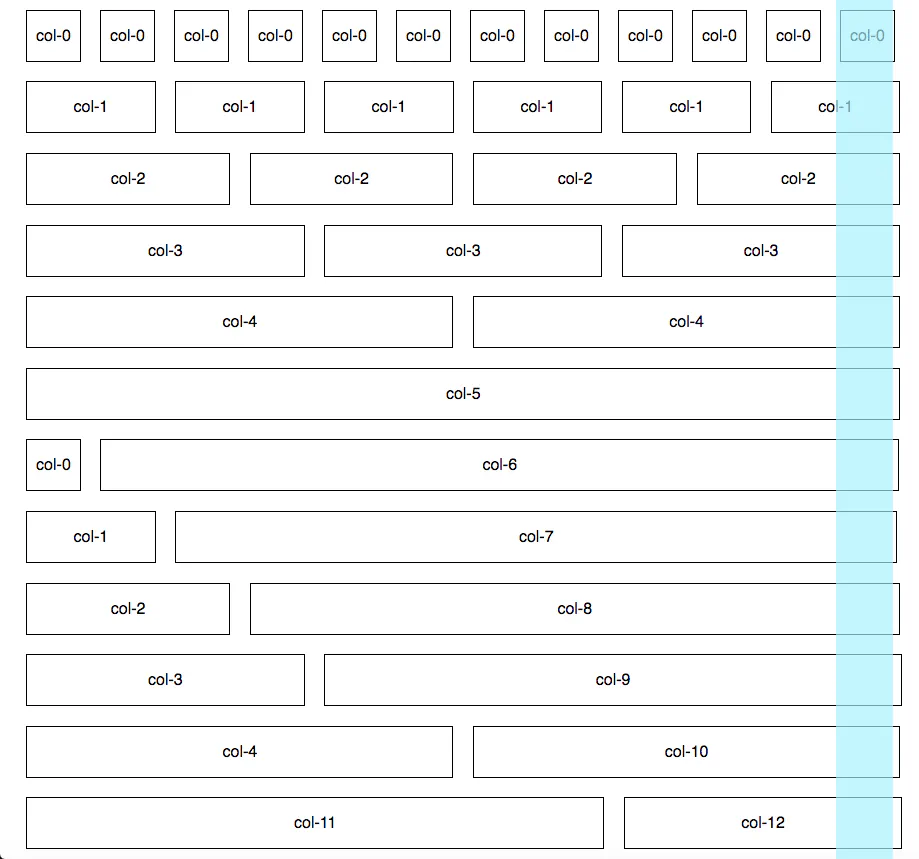 col-0 col-0 col-0 col-0 col-0 col-0 col-0 col-0 col-0 col-0 col-0 col-0
col-1 col-1 col-1 col-1 col-1 col-1
col-2 col-2 col-2 col-2
col-3 col-3 col-3
col-4 col-4
col-5
col-0 col-6
col-1 col-7
col-2 col-8
col-3 col-9
col-4 col-10
col-11 col-12